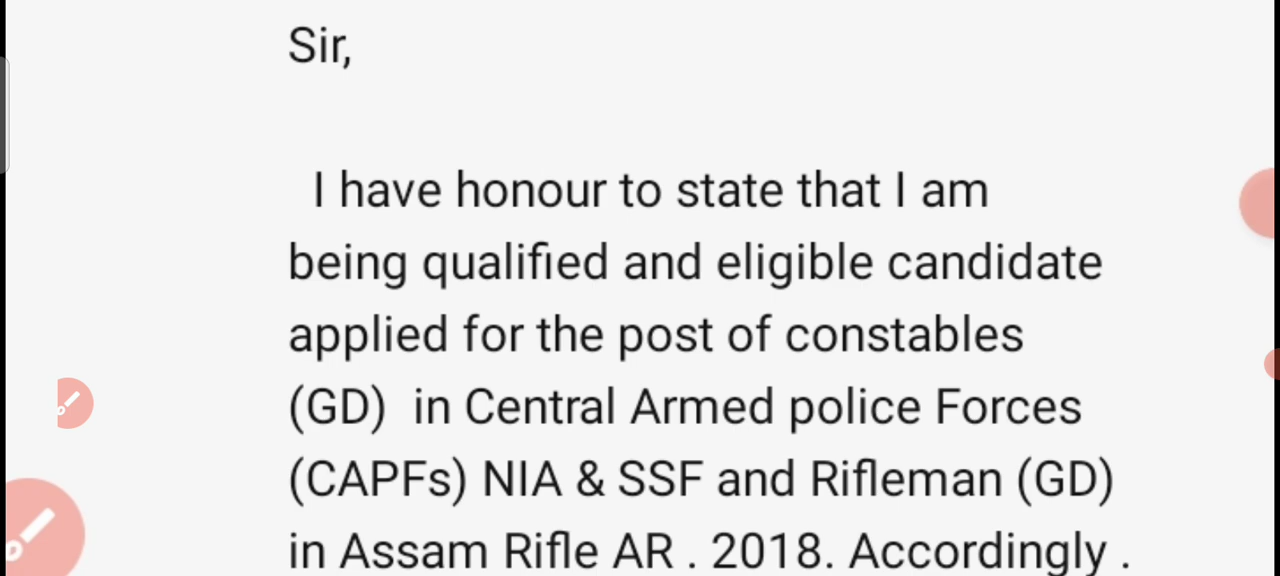 Sir,
I have honour to state that I am
being qualified and eligible candidate
applied for the post of constables
(GD) in Central Armed police Forces
(CAPFs) NIA & SSF and Rifleman (GD)
in Assam Rifle AR . 2018. Accordingly .